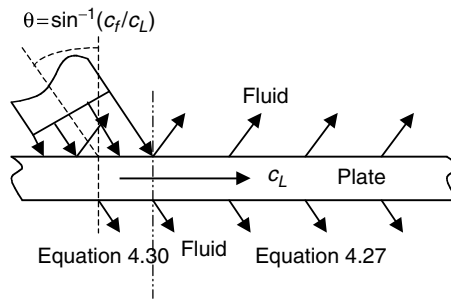 θ = sin⁻¹(c_f/c_L)
Fluid
c_L Plate
Equation 4.30 Fluid Equation 4.27